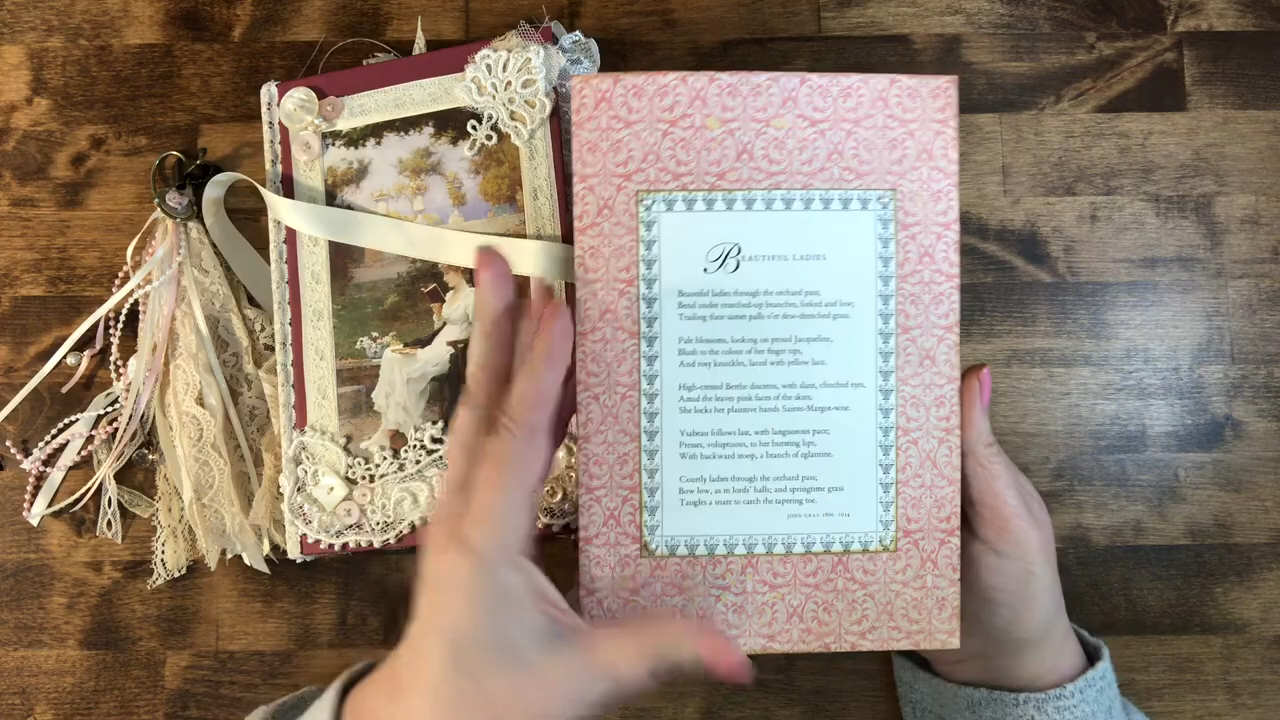 BEAUTIFUL LADIES
Beautiful ladies through the orchard pass;
Bend under crutched-up branches, forked and low;
Trailing their samet palls o'er dew-drenched grass.
Pale blossoms, looking on proud Jacqueline,
Blush to the colour of her finger tips,
And rosy knuckles, laced with yellow lace.
High-crested Berthe discerns, with slant, clinched eyes,
Amid the leaves pink faces of the skies;
She locks her plaintive hands Sainte-Margot-wise.
Ysabeau follows last, with languorous pace;
Presses, voluptuous, to her bursting lips,
With backward stoop, a branch of eglantine.
Courtly ladies through the orchard pass;
Bow low, as in lords' halls; and springtime grass
Tangles a snare to catch the tapering toe.
JOHN GRAY 1866-1934